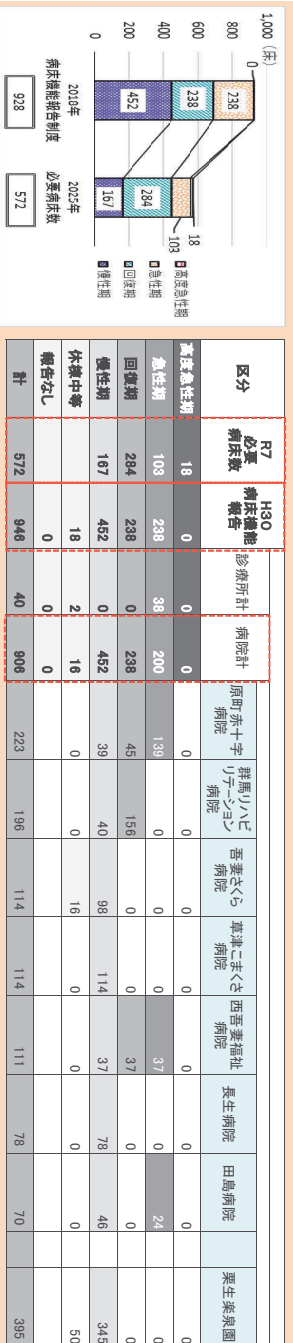 1,000 (床)
800
600
400
200
0
0
238
238
452
18
103
284
167
2018年
病床機能報告制度
2025年
必要病床数
928
572
高度急性期
急性期
回復期
慢性期
区分 R7 必要病床数 H30 病床機能報告 診療所計 病院計 原町赤十字病院 群馬リハビリテーション病院 吾妻さくら病院 草津こまくさ病院 西吾妻福祉病院 長生病院 田島病院 栗生楽泉園
高度急性期 18 0 0 0 0 0 0 0 0 0 0 0
急性期 103 238 38 200 139 0 0 0 37 0 24 0
回復期 284 238 0 238 45 156 0 0 37 0 0 0
慢性期 167 452 0 452 39 40 98 114 37 78 46 345
休棟中等 18 2 16 0 0 16 0 0 0 0 50
報告なし 0 0 0
計 572 946 40 906 223 196 114 114 111 78 70 395